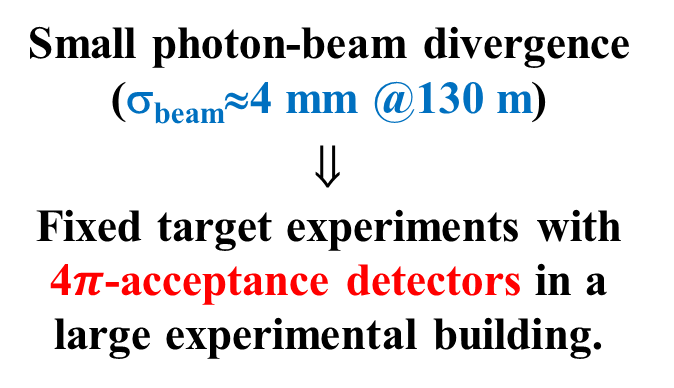 Small photon-beam divergence
(σbeam≈4 mm @130 m)
⇓
Fixed target experiments with
4π-acceptance detectors in a
large experimental building.